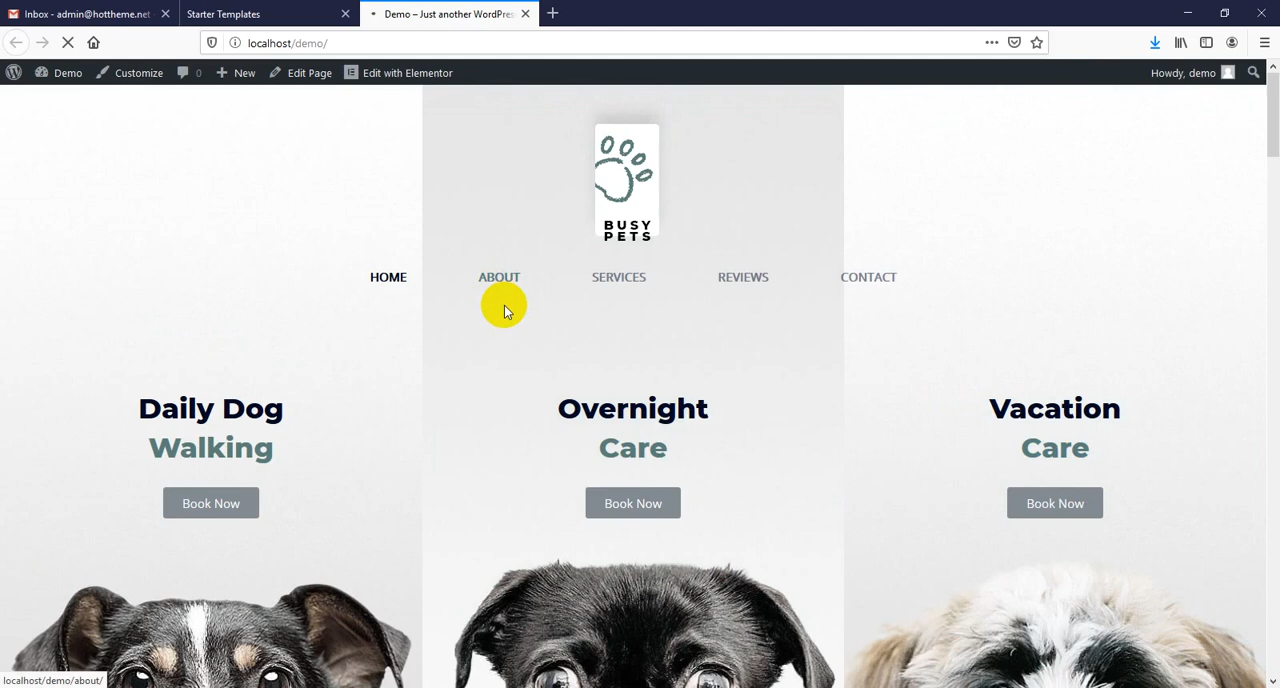 Inbox - admin@hottheme.net
Starter Templates
Demo – Just another WordPres
localhost/demo/
Demo
Customize
0
New
Edit Page
Edit with Elementor
Howdy, demo
BUSY
PETS
HOME
ABOUT
SERVICES
REVIEWS
CONTACT
Daily Dog
Walking
Book Now
Overnight
Care
Book Now
Vacation
Care
Book Now
localhost/demo/about/